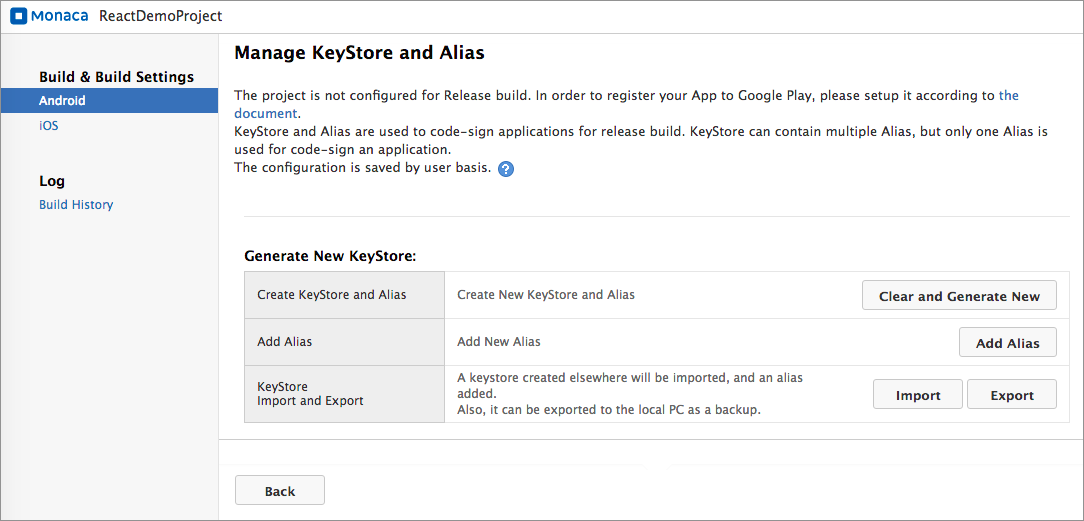 Monaca ReactDemoProject
Build & Build Settings
Android
iOS
Log
Build History
Manage KeyStore and Alias
The project is not configured for Release build. In order to register your App to Google Play, please setup it according to the
document.
KeyStore and Alias are used to code-sign applications for release build. KeyStore can contain multiple Alias, but only one Alias is
used for code-sign an application.
The configuration is saved by user basis. ?
Generate New KeyStore:
Create KeyStore and Alias
Create New KeyStore and Alias
Clear and Generate New
Add Alias
Add New Alias
Add Alias
KeyStore
Import and Export
A keystore created elsewhere will be imported, and an alias
added.
Also, it can be exported to the local PC as a backup.
Import
Export
Back